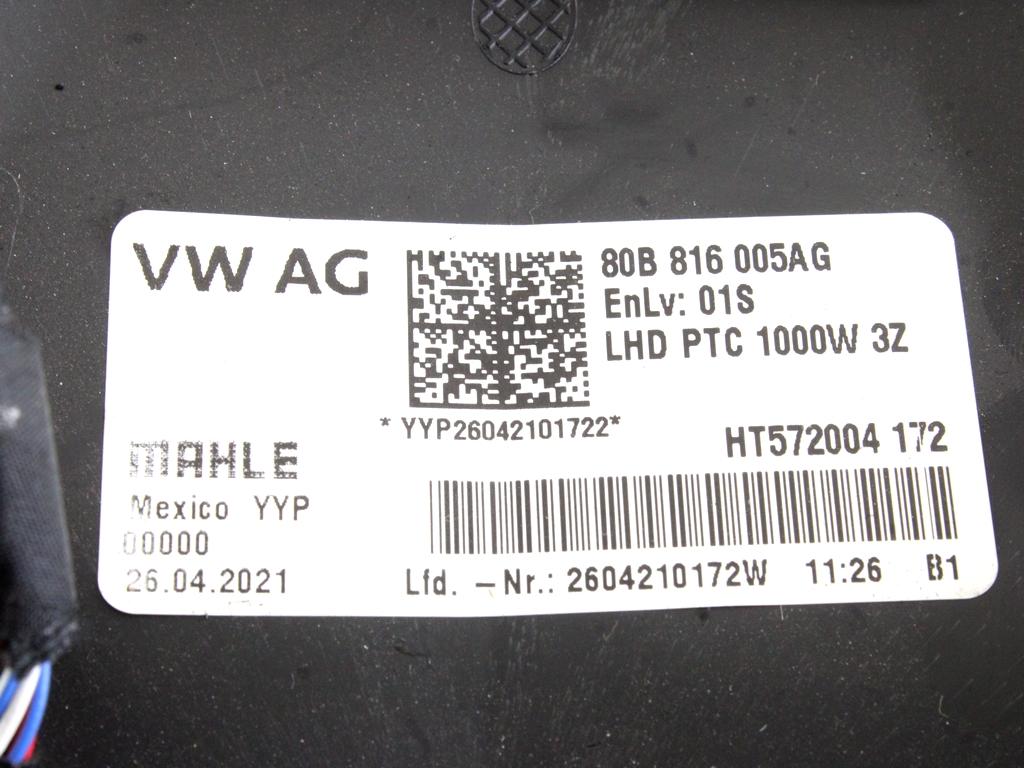 VW AG
80B 816 005AG
EnLv: 01S
LHD PTC 1000W 3Z
*YYP26042101722*
HT572004 172
MAHLE
Mexico YYP
00000
26.04.2021
Lfd. -Nr.: 2604210172W 11:26 B1